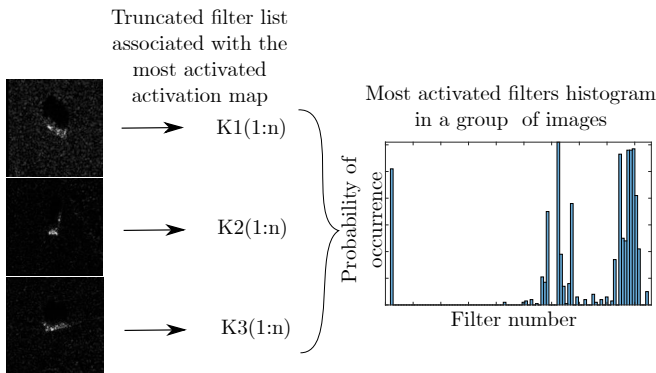 Truncated filter list
associated with the
most activated
activation map
K1(1:n)
K2(1:n)
K3(1:n)
Most activated filters histogram
in a group of images
Probability of
occurrence
Filter number